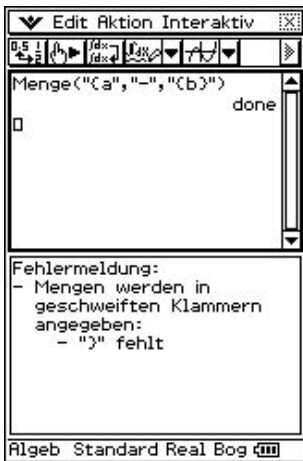 Edit Aktion Interaktiv
Menge("{a","-","{b}")
done
Fehlermeldung:
- Mengen werden in
geschweiften Klammern
angegeben:
- "}" fehlt
Algeb Standard Real Bog